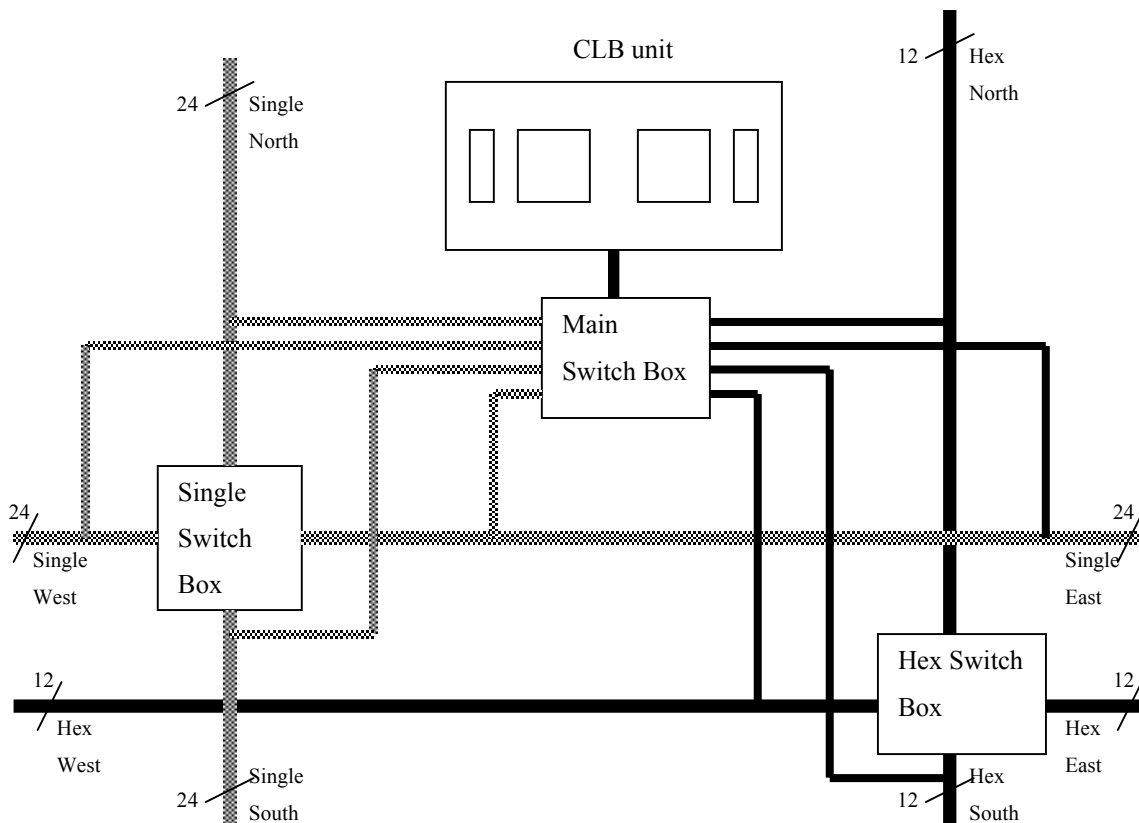 CLB unit
12
Hex
North
24
Single
North
Main
Switch Box
Single
Switch
Box
24
Single
West
24
Single
East
Hex Switch
Box
12
Hex
West
12
Hex
East
24
Single
South
12
Hex
South